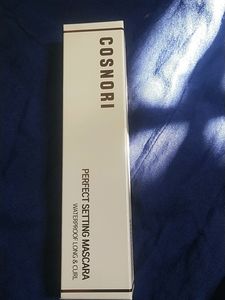 COSNORI
PERFECT SETTING MASCARA
WATERPROOF LONG & CURL